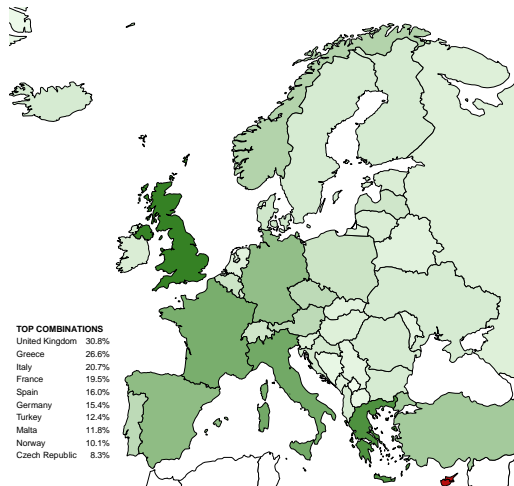 TOP COMBINATIONS
United Kingdom 30.8%
Greece 26.6%
Italy 20.7%
France 19.5%
Spain 16.0%
Germany 15.4%
Turkey 12.4%
Malta 11.8%
Norway 10.1%
Czech Republic 8.3%